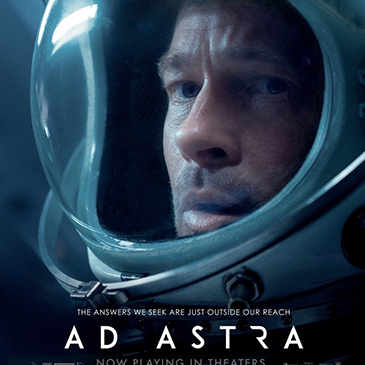 THE ANSWERS WE SEEK ARE JUST OUTSIDE OUR REACH
AD ASTRA
NOW PLAYING IN THEATERS